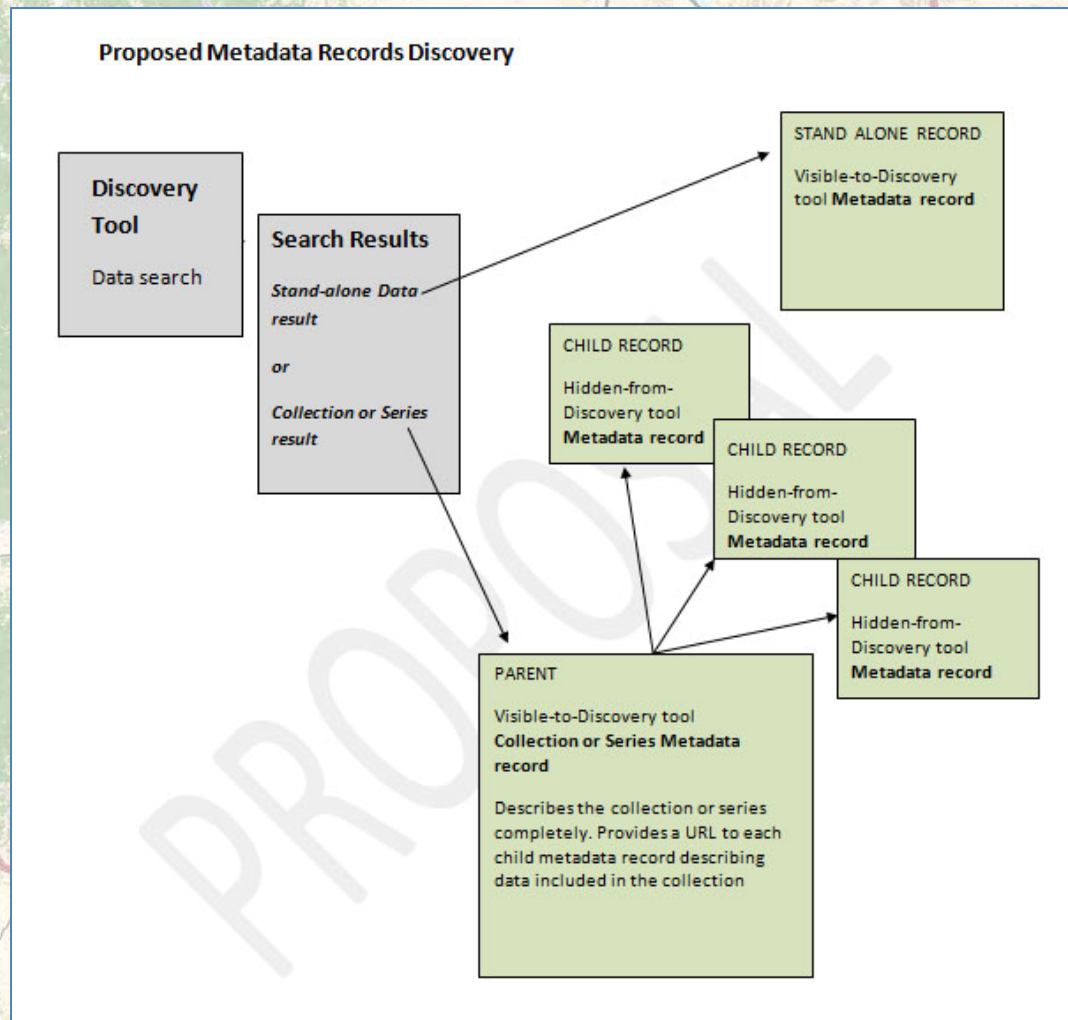 Proposed Metadata Records Discovery
Discovery
Tool
Data search
Search Results
Stand-alone Data
result
or
Collection or Series
result
STAND ALONE RECORD
Visible-to-Discovery
tool Metadata record
CHILD RECORD
Hidden-from-
Discovery tool
Metadata record
CHILD RECORD
Hidden-from-
Discovery tool
Metadata record
CHILD RECORD
Hidden-from-
Discovery tool
Metadata record
PARENT
Visible-to-Discovery tool
Collection or Series Metadata
record
Describes the collection or series
completely. Provides a URL to each
child metadata record describing
data included in the collection
PROPOSAL